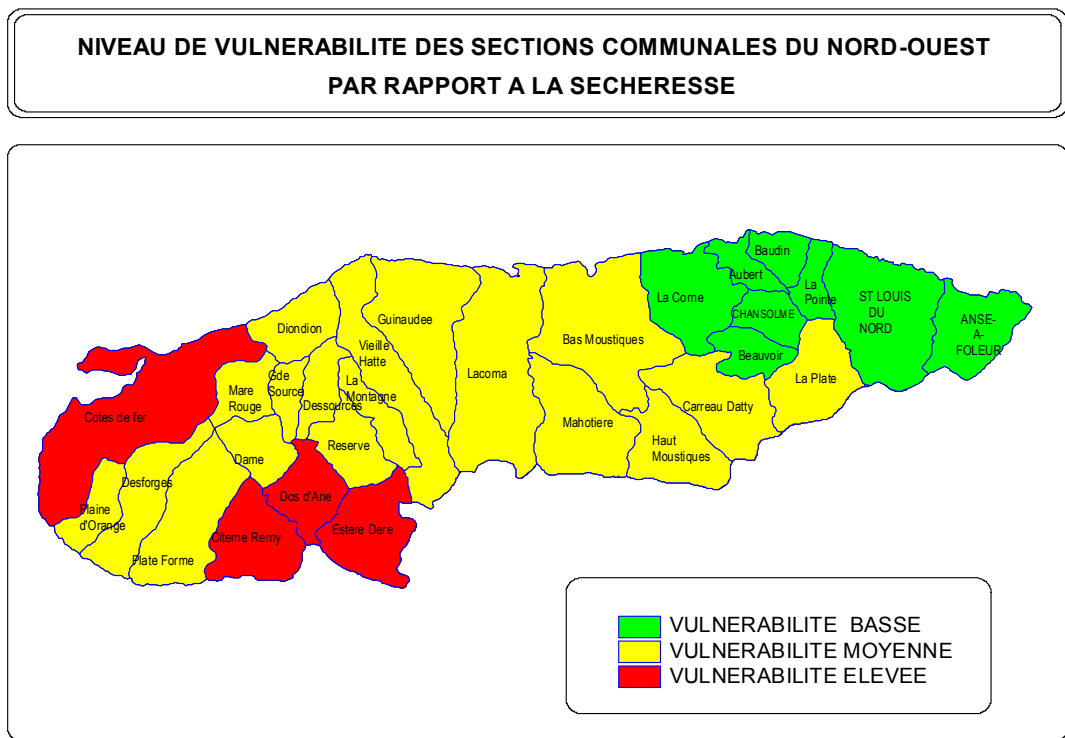 NIVEAU DE VULNERABILITE DES SECTIONS COMMUNALES DU NORD-OUEST
PAR RAPPORT A LA SECHERESSE
Baudin
Aubert
La Corne
La
Pointe
ST LOUIS
DU
NORD
CHANSOLME
ANSE-
A-
FOLEUR
Beauvoir
La Plate
Diondion
Guinaudee
Vieille
Hatte
Bas Moustiques
Lacoma
Gde
Source
La
Montagne
Mare
Rouge
Dessources
Carreau Datty
Cotes de fer
Mahotiere
Reserve
Haut
Moustiques
Dame
Desforges
Dos d'Ane
Plaine
d'Orange
Estere Dere
Citerne Remy
Plate Forme
VULNERABILITE BASSE
VULNERABILITE MOYENNE
VULNERABILITE ELEVEE